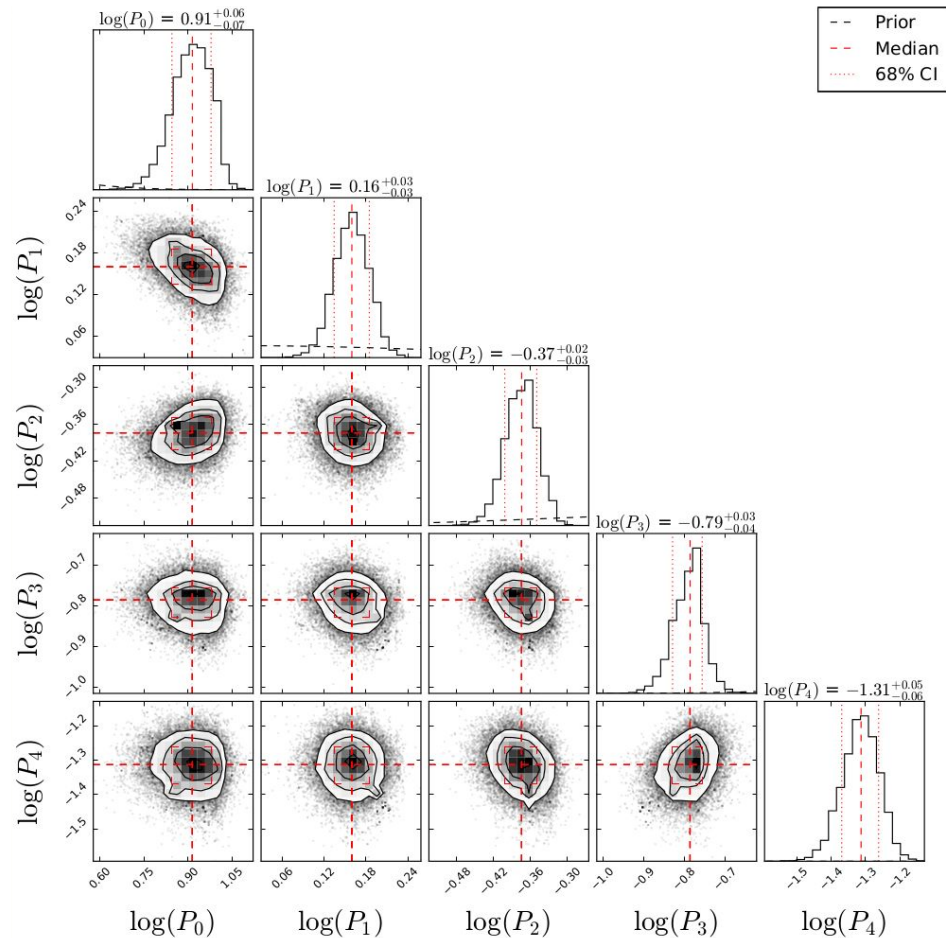 log(P₀) = 0.91⁺⁰·⁰⁶₋₀.₀₇
Prior
Median
68% CI
log(P₁) = 0.16⁺⁰·⁰³₋₀.₀₃
log(P₁)
0.24
0.18
0.12
0.06
log(P₂) = −0.37⁺⁰·⁰²₋₀.₀₃
log(P₂)
−0.30
−0.36
−0.42
−0.48
log(P₃) = −0.79⁺⁰·⁰³₋₀.₀₄
log(P₃)
−0.7
−0.8
−0.9
−1.0
log(P₄) = −1.31⁺⁰·⁰⁵₋₀.₀₆
log(P₄)
−1.2
−1.3
−1.4
−1.5
0.60 0.75 0.90 1.05
0.06 0.12 0.18 0.24
−0.48 −0.42 −0.36 −0.30
−1.0 −0.9 −0.8 −0.7
−1.5 −1.4 −1.3 −1.2
log(P₀) log(P₁) log(P₂) log(P₃) log(P₄)